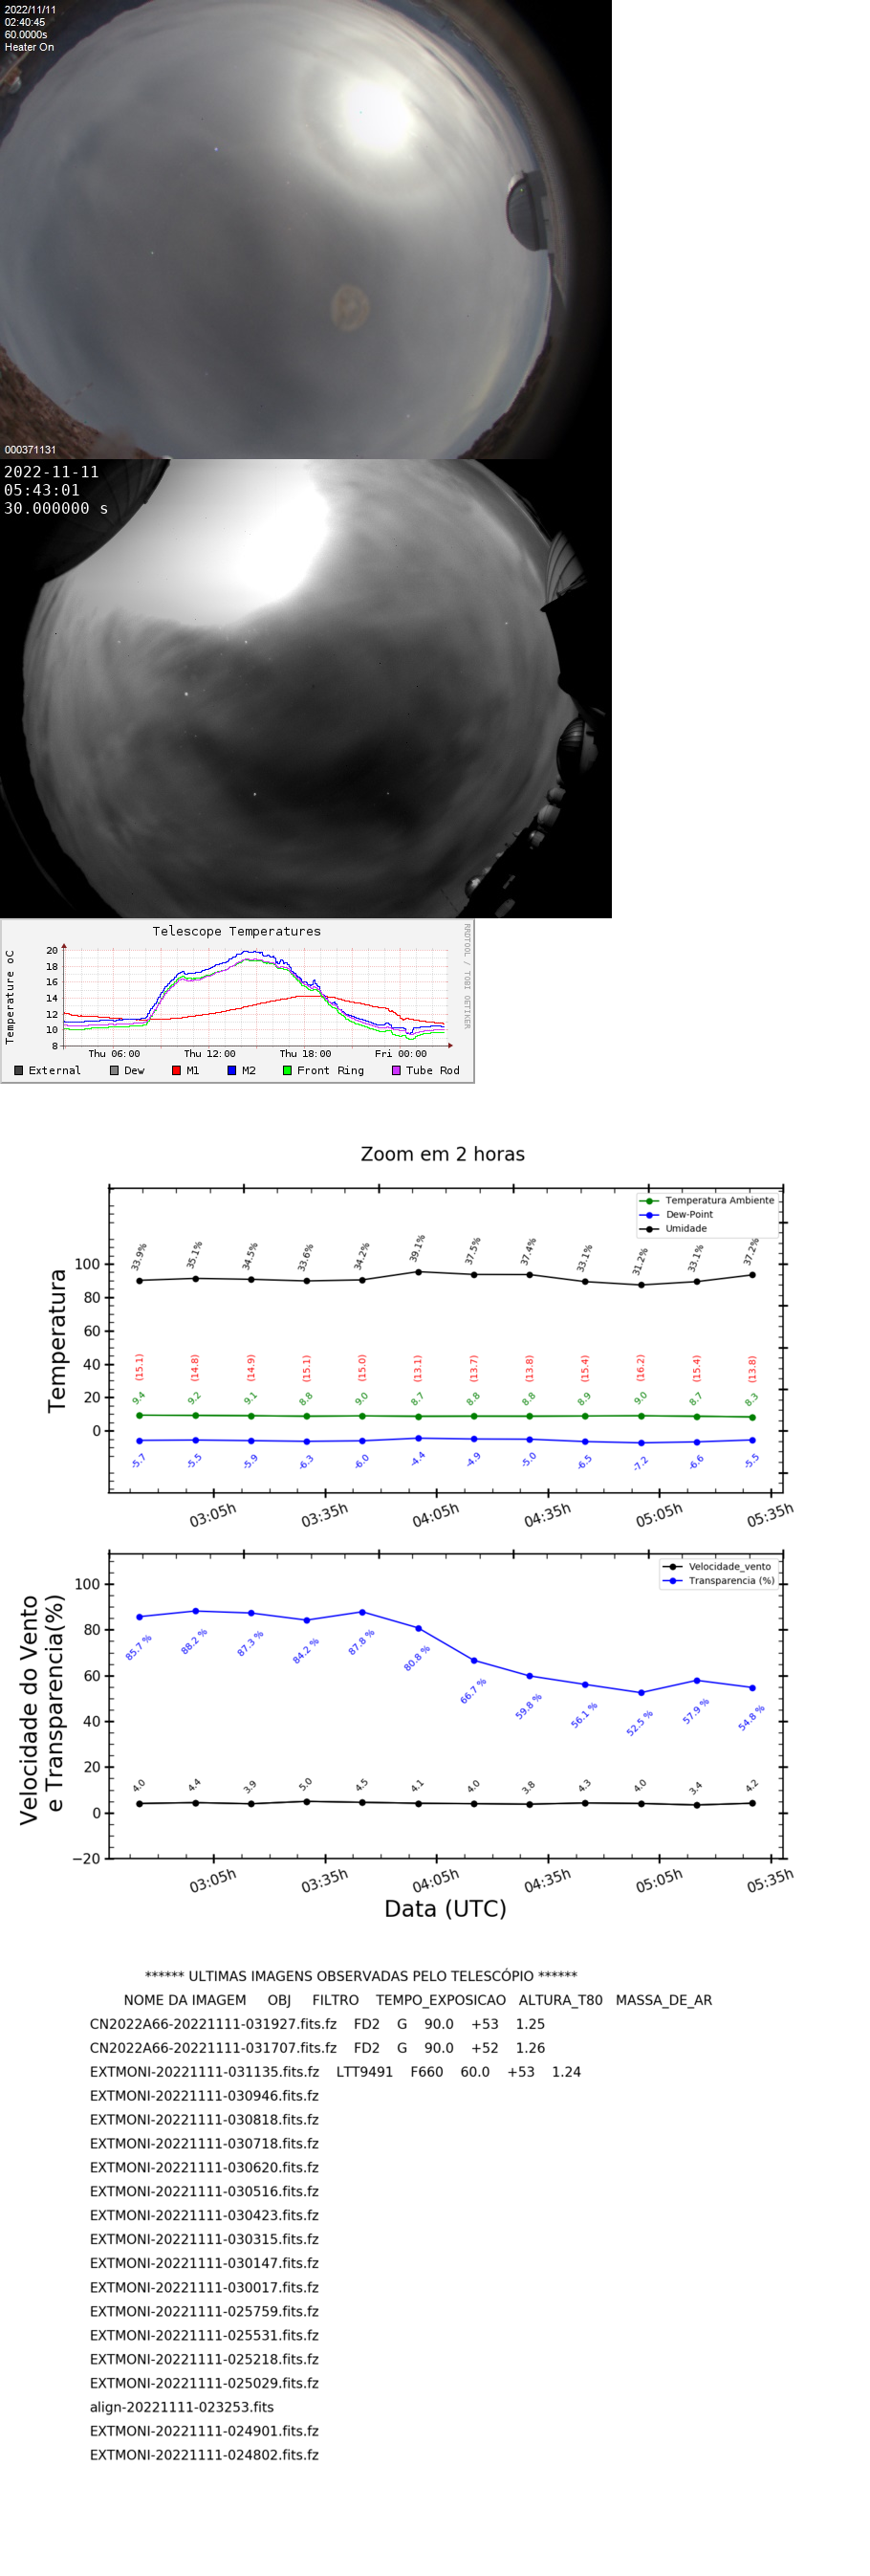 2022/11/11
02:40:45
60.0000s
Heater On
000371131
2022-11-11
05:43:01
30.000000 s
Telescope Temperatures
RRDTOOL / TOBI OETIKER
Temperature oC
20
18
16
14
12
10
8
Thu 06:00 Thu 12:00 Thu 18:00 Fri 00:00
External Dew M1 M2 Front Ring Tube Rod
Zoom em 2 horas
Temperatura
Temperatura Ambiente
Dew-Point
Umidade
100
80
60
40
20
0
33.9% 35.1% 34.5% 33.6% 34.2% 39.1% 37.5% 37.4% 33.1% 31.2% 33.1% 37.2%
(15.1) (14.8) (14.9) (15.1) (15.0) (13.1) (13.7) (13.8) (15.4) (16.2) (15.4) (13.8)
9.4 9.2 9.1 8.8 9.0 8.7 8.8 8.8 8.9 9.0 8.7 8.3
-5.7 -5.5 -5.9 -6.3 -6.0 -4.4 -4.9 -5.0 -6.5 -7.2 -6.6 -5.5
03:05h 03:35h 04:05h 04:35h 05:05h 05:35h
Velocidade do Vento
e Transparencia(%)
Velocidade_vento
Transparencia (%)
100
80
60
40
20
0
−20
85.7 % 88.2 % 87.3 % 84.2 % 87.8 % 80.8 % 66.7 % 59.8 % 56.1 % 52.5 % 57.9 % 54.8 %
4.0 4.4 3.9 5.0 4.5 4.1 4.0 3.8 4.3 4.0 3.4 4.2
03:05h 03:35h 04:05h 04:35h 05:05h 05:35h
Data (UTC)
****** ULTIMAS IMAGENS OBSERVADAS PELO TELESCÓPIO ******
NOME DA IMAGEM OBJ FILTRO TEMPO_EXPOSICAO ALTURA_T80 MASSA_DE_AR
CN2022A66-20221111-031927.fits.fz FD2 G 90.0 +53 1.25
CN2022A66-20221111-031707.fits.fz FD2 G 90.0 +52 1.26
EXTMONI-20221111-031135.fits.fz LTT9491 F660 60.0 +53 1.24
EXTMONI-20221111-030946.fits.fz
EXTMONI-20221111-030818.fits.fz
EXTMONI-20221111-030718.fits.fz
EXTMONI-20221111-030620.fits.fz
EXTMONI-20221111-030516.fits.fz
EXTMONI-20221111-030423.fits.fz
EXTMONI-20221111-030315.fits.fz
EXTMONI-20221111-030147.fits.fz
EXTMONI-20221111-030017.fits.fz
EXTMONI-20221111-025759.fits.fz
EXTMONI-20221111-025531.fits.fz
EXTMONI-20221111-025218.fits.fz
EXTMONI-20221111-025029.fits.fz
align-20221111-023253.fits
EXTMONI-20221111-024901.fits.fz
EXTMONI-20221111-024802.fits.fz